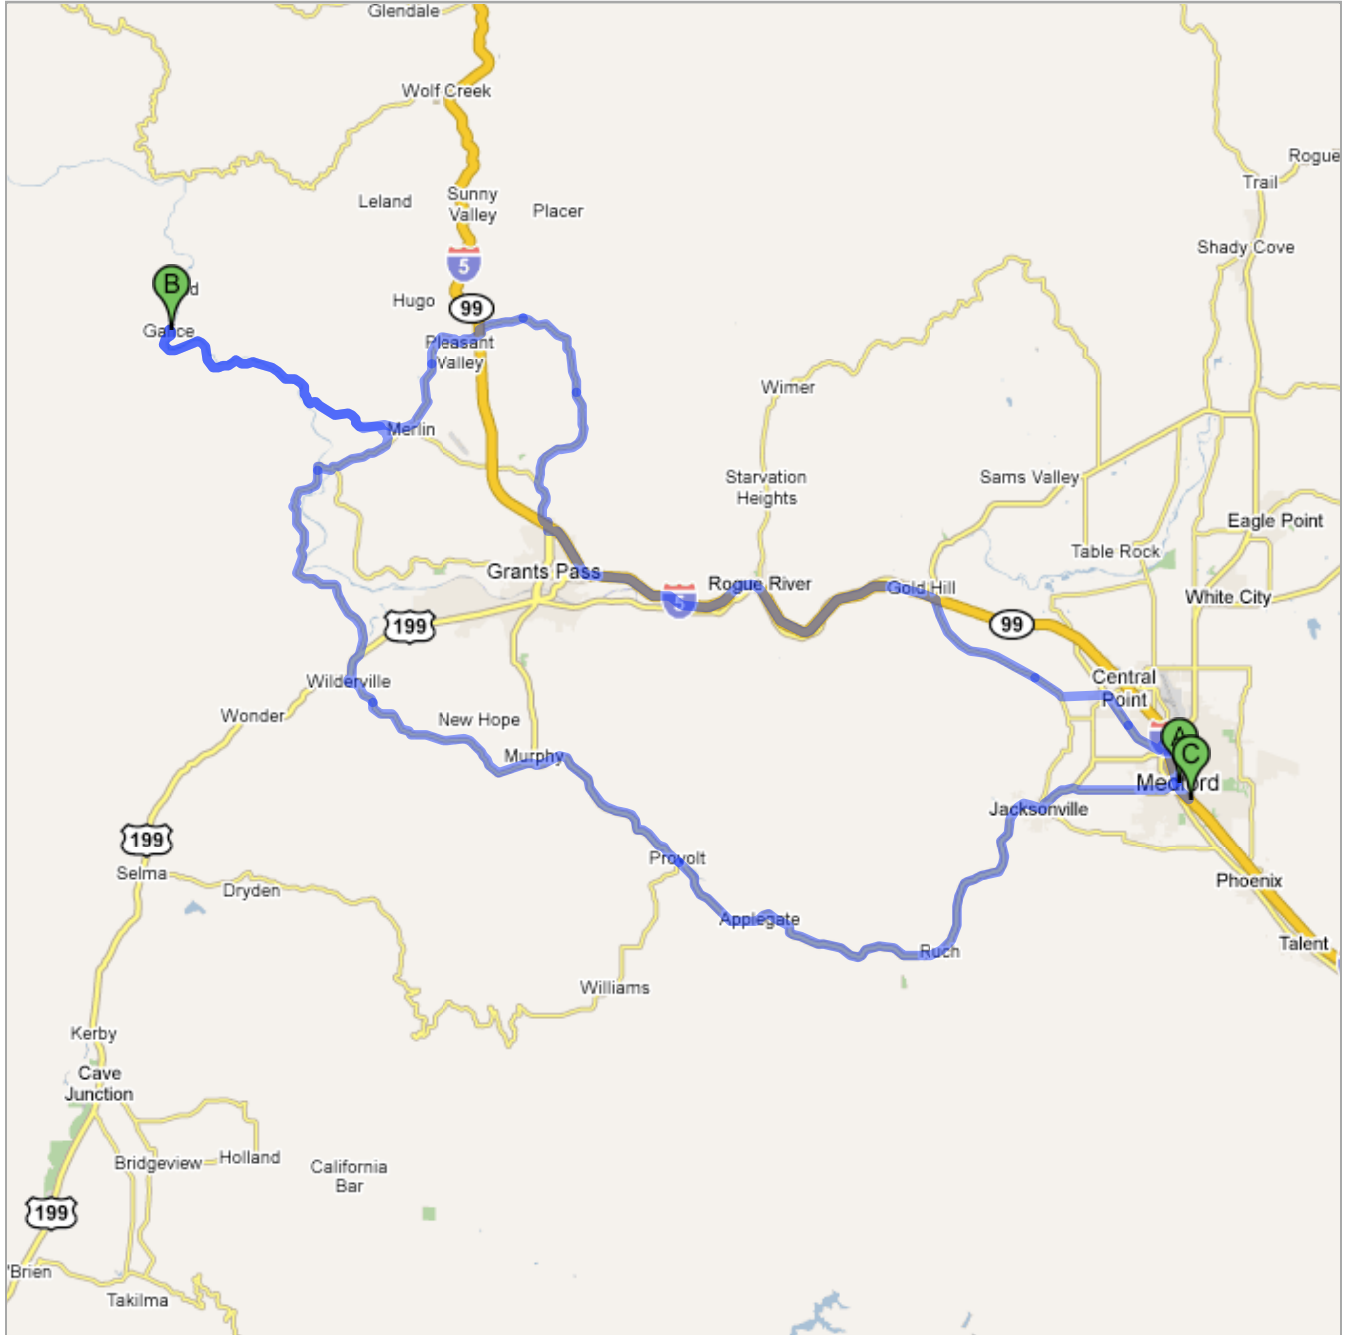 Glendale
Wolf Creek
Rogue
Trail
Leland
Sunny
Valley
Placer
Shady Cove
5
B
Hugo
99
Pleasant
Valley
Wimer
Merlin
Starvation
Heights
Sams Valley
Eagle Point
Table Rock
Grants Pass
Rogue River
Gold Hill
White City
5
199
99
Central
Point
Wilderville
Wonder
New Hope
Murphy
A
C
Medford
Jacksonville
199
Provolt
Selma
Dryden
Phoenix
Applegate
Talent
Ruch
Williams
Kerby
Cave
Junction
Bridgeview
Holland
California
Bar
199
'Brien
Takilma